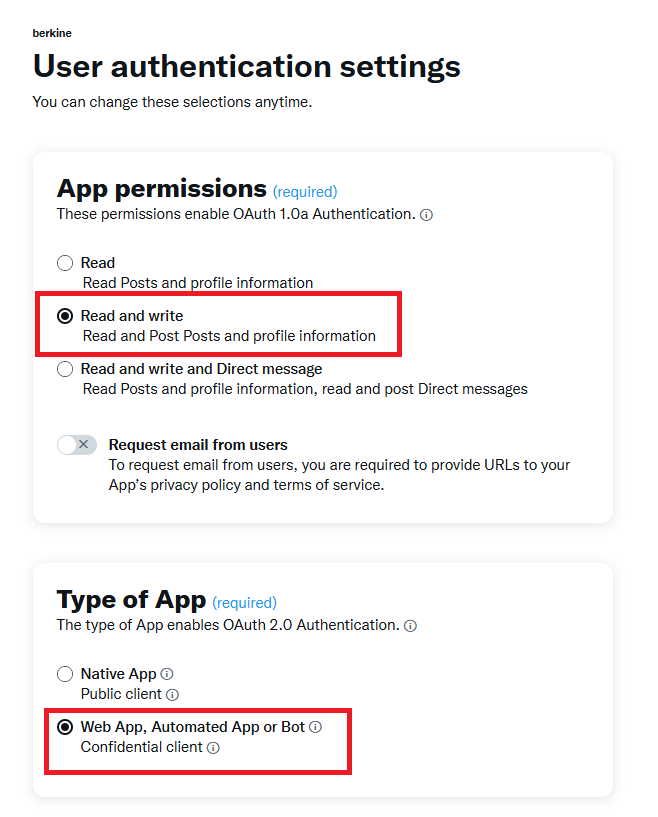 berkine
User authentication settings
You can change these selections anytime.
App permissions (required)
These permissions enable OAuth 1.0a Authentication.
Read
Read Posts and profile information
Read and write
Read and Post Posts and profile information
Read and write and Direct message
Read Posts and profile information, read and post Direct messages
Request email from users
To request email from users, you are required to provide URLs to your
App’s privacy policy and terms of service.
Type of App (required)
The type of App enables OAuth 2.0 Authentication.
Native App
Public client
Web App, Automated App or Bot
Confidential client